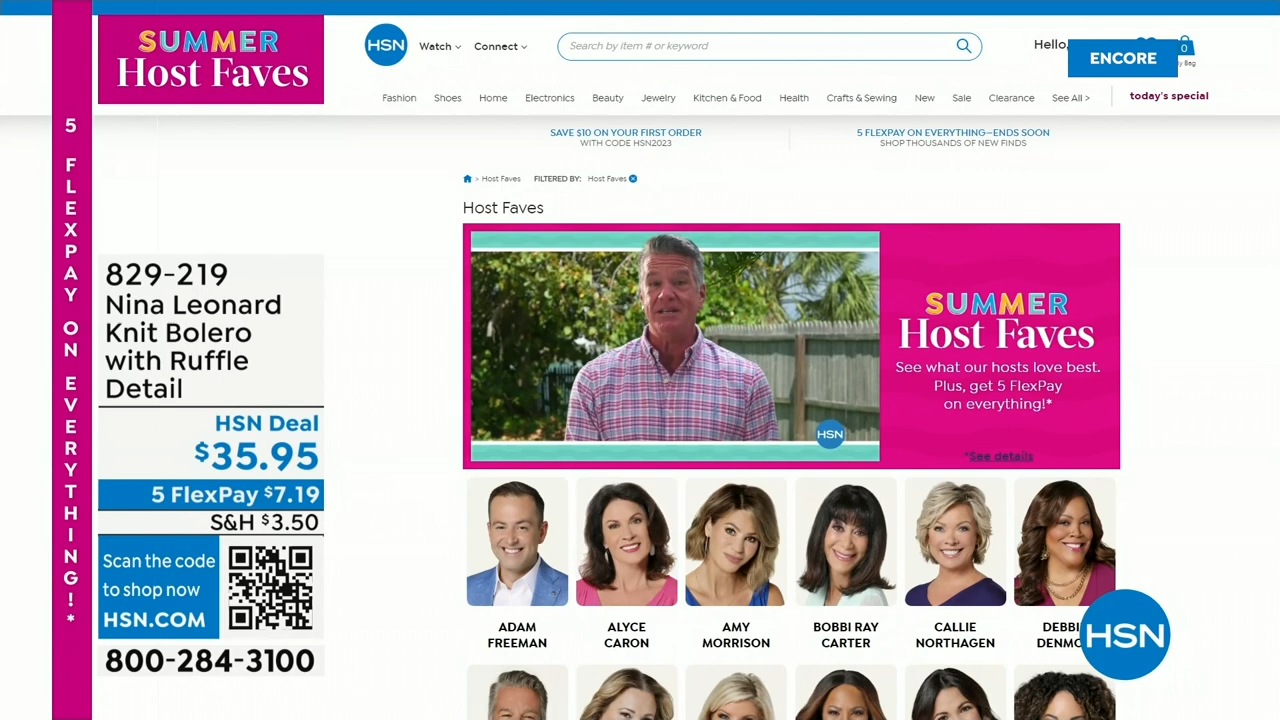 SUMMER
Host Faves
5 FLEXPAY ON EVERYTHING!*
829-219
Nina Leonard
Knit Bolero
with Ruffle
Detail
HSN Deal
$35.95
5 FlexPay $7.19
S&H $3.50
Scan the code
to shop now
HSN.COM
800-284-3100
HSN
Watch
Connect
Search by item # or keyword
Hello,
ENCORE
0
Bag
Fashion
Shoes
Home
Electronics
Beauty
Jewelry
Kitchen & Food
Health
Crafts & Sewing
New
Sale
Clearance
See All >
today's special
SAVE $10 ON YOUR FIRST ORDER
WITH CODE HSN2023
5 FLEXPAY ON EVERYTHING—ENDS SOON
SHOP THOUSANDS OF NEW FINDS
> Host Faves
FILTERED BY: Host Faves
Host Faves
HSN
SUMMER
Host Faves
See what our hosts love best.
Plus, get 5 FlexPay
on everything!*
*See details
ADAM
FREEMAN
ALYCE
CARON
AMY
MORRISON
BOBBI RAY
CARTER
CALLIE
NORTHAGEN
HSN